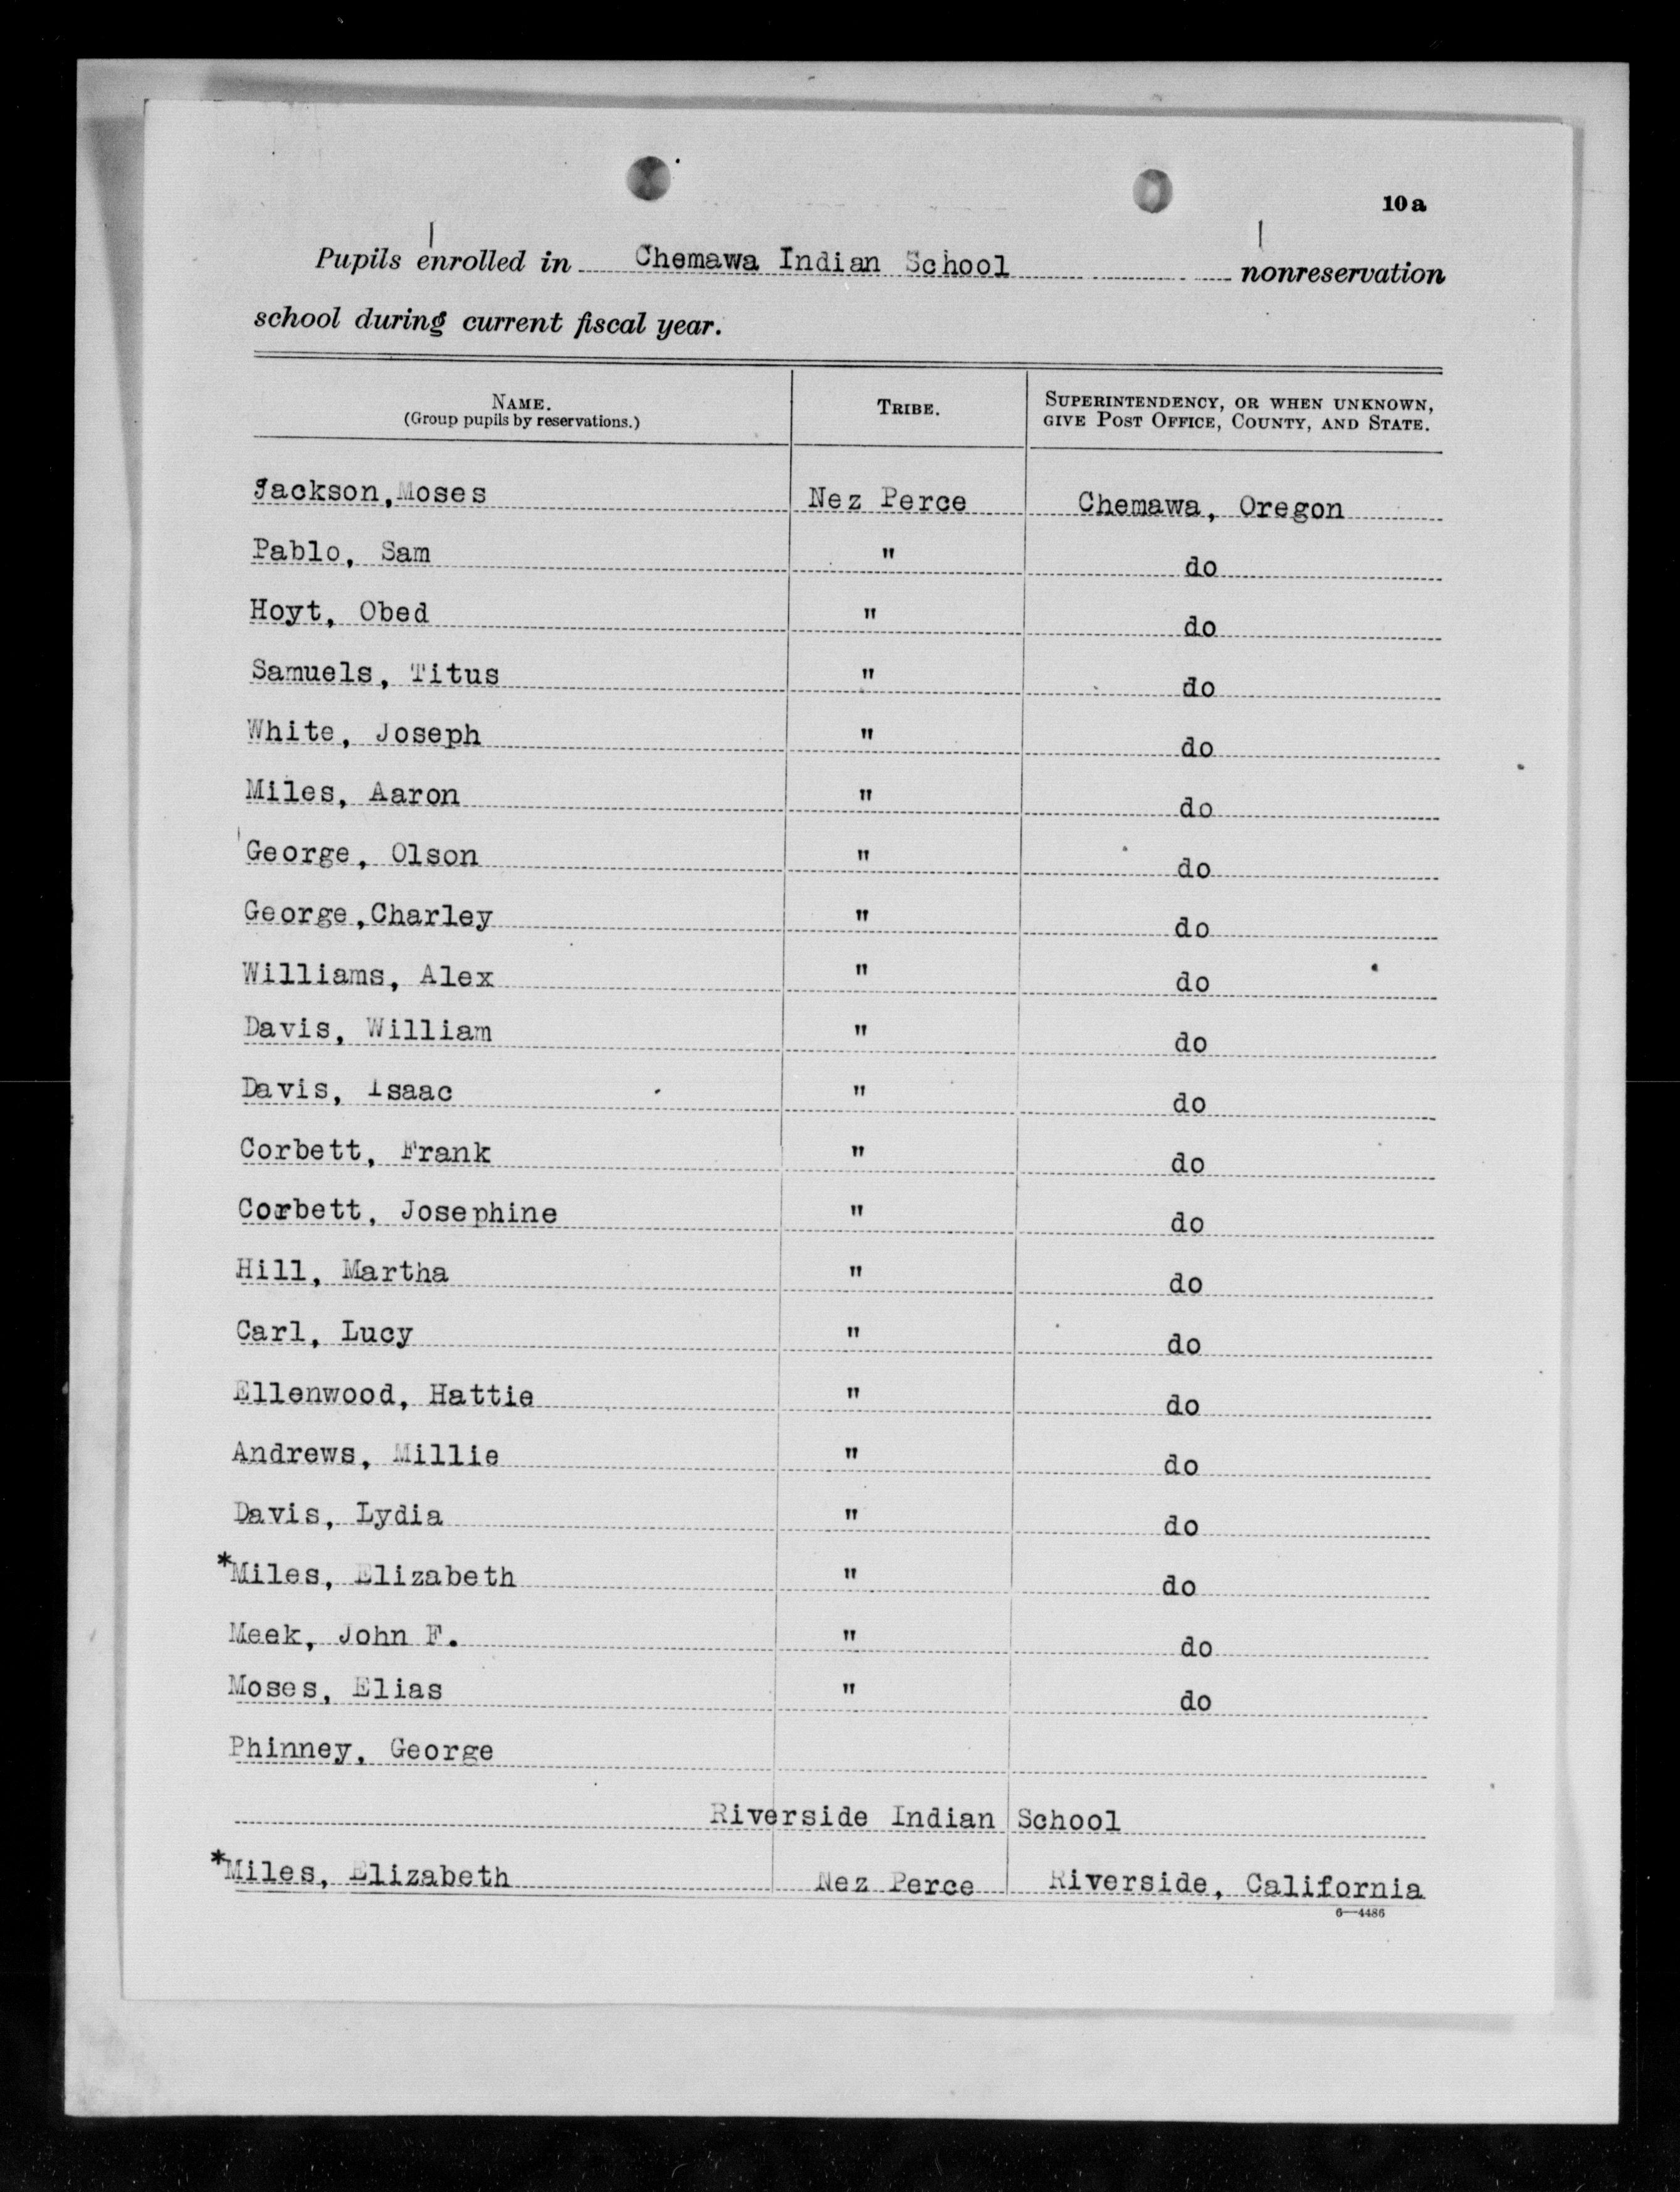 10a
Pupils enrolled in Chemawa Indian School nonreservation
school during current fiscal year.
NAME. TRIBE. SUPERINTENDENCY, OR WHEN UNKNOWN,
(Group pupils by reservations.) GIVE POST OFFICE, COUNTY, AND STATE.
Jackson,Moses Nez Perce Chemawa, Oregon
Pablo, Sam " do
Hoyt, Obed " do
Samuels, Titus " do
White, Joseph " do
Miles, Aaron " do
George, Olson " do
George,Charley " do
Williams, Alex " do
Davis, William " do
Davis, Isaac " do
Corbett, Frank " do
Corbett, Josephine " do
Hill, Martha " do
Carl, Lucy " do
Ellenwood, Hattie " do
Andrews, Millie " do
Davis, Lydia " do
*Miles, Elizabeth " do
Meek, John F. " do
Moses, Elias " do
Phinney, George
Riverside Indian School
*Miles, Elizabeth Nez Perce Riverside, California
6—4486